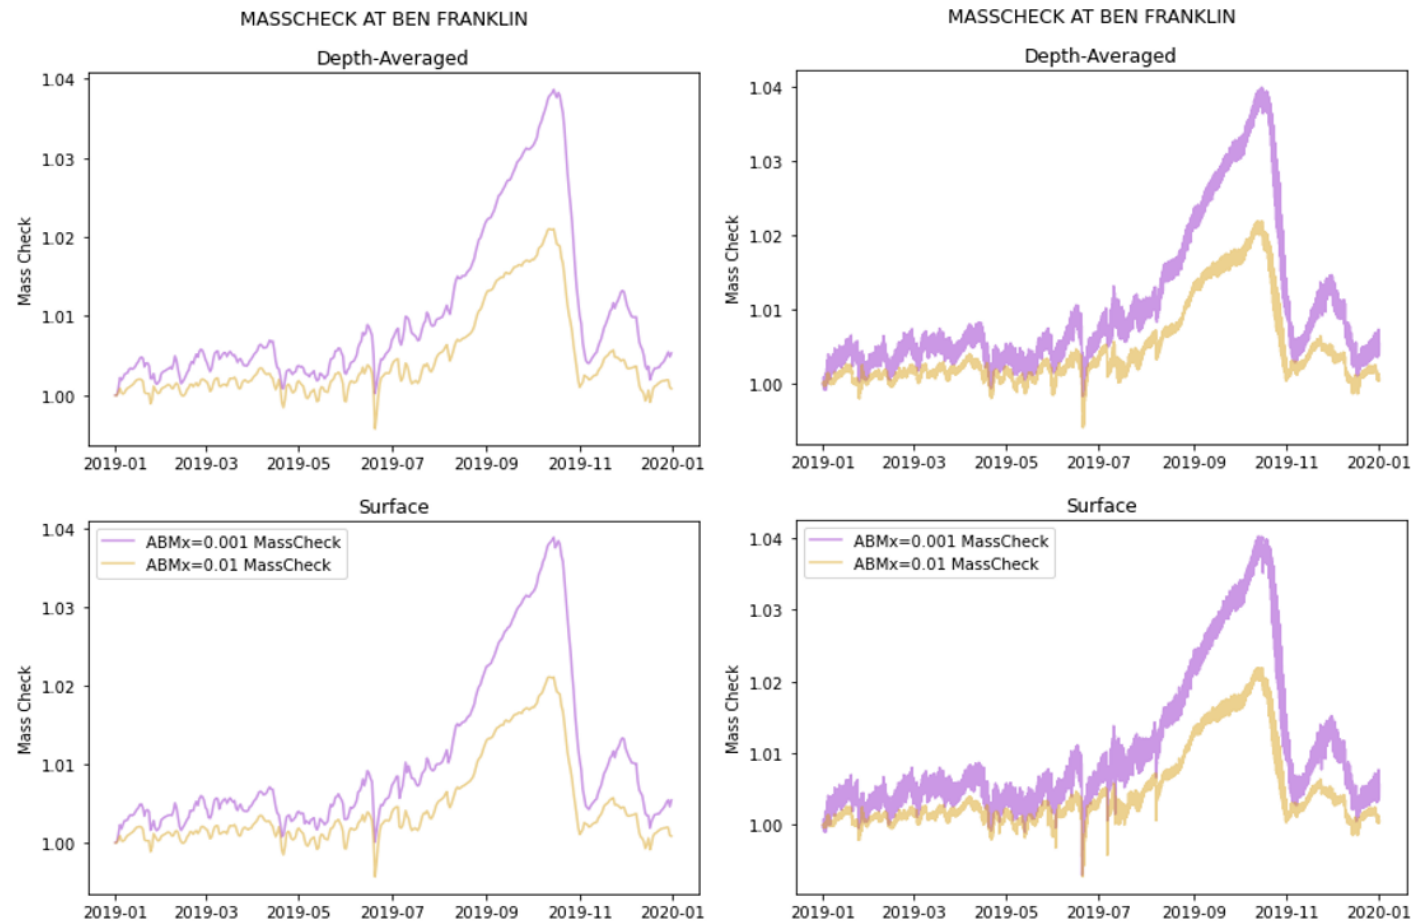 MASSCHECK AT BEN FRANKLIN
Depth-Averaged
1.04
1.03
1.02
1.01
1.00
Mass Check
2019-01 2019-03 2019-05 2019-07 2019-09 2019-11 2020-01
Surface
1.04
1.03
1.02
1.01
1.00
Mass Check
ABMx=0.001 MassCheck
ABMx=0.01 MassCheck
2019-01 2019-03 2019-05 2019-07 2019-09 2019-11 2020-01
MASSCHECK AT BEN FRANKLIN
Depth-Averaged
1.04
1.03
1.02
1.01
1.00
Mass Check
2019-01 2019-03 2019-05 2019-07 2019-09 2019-11 2020-01
Surface
1.04
1.03
1.02
1.01
1.00
Mass Check
ABMx=0.001 MassCheck
ABMx=0.01 MassCheck
2019-01 2019-03 2019-05 2019-07 2019-09 2019-11 2020-01